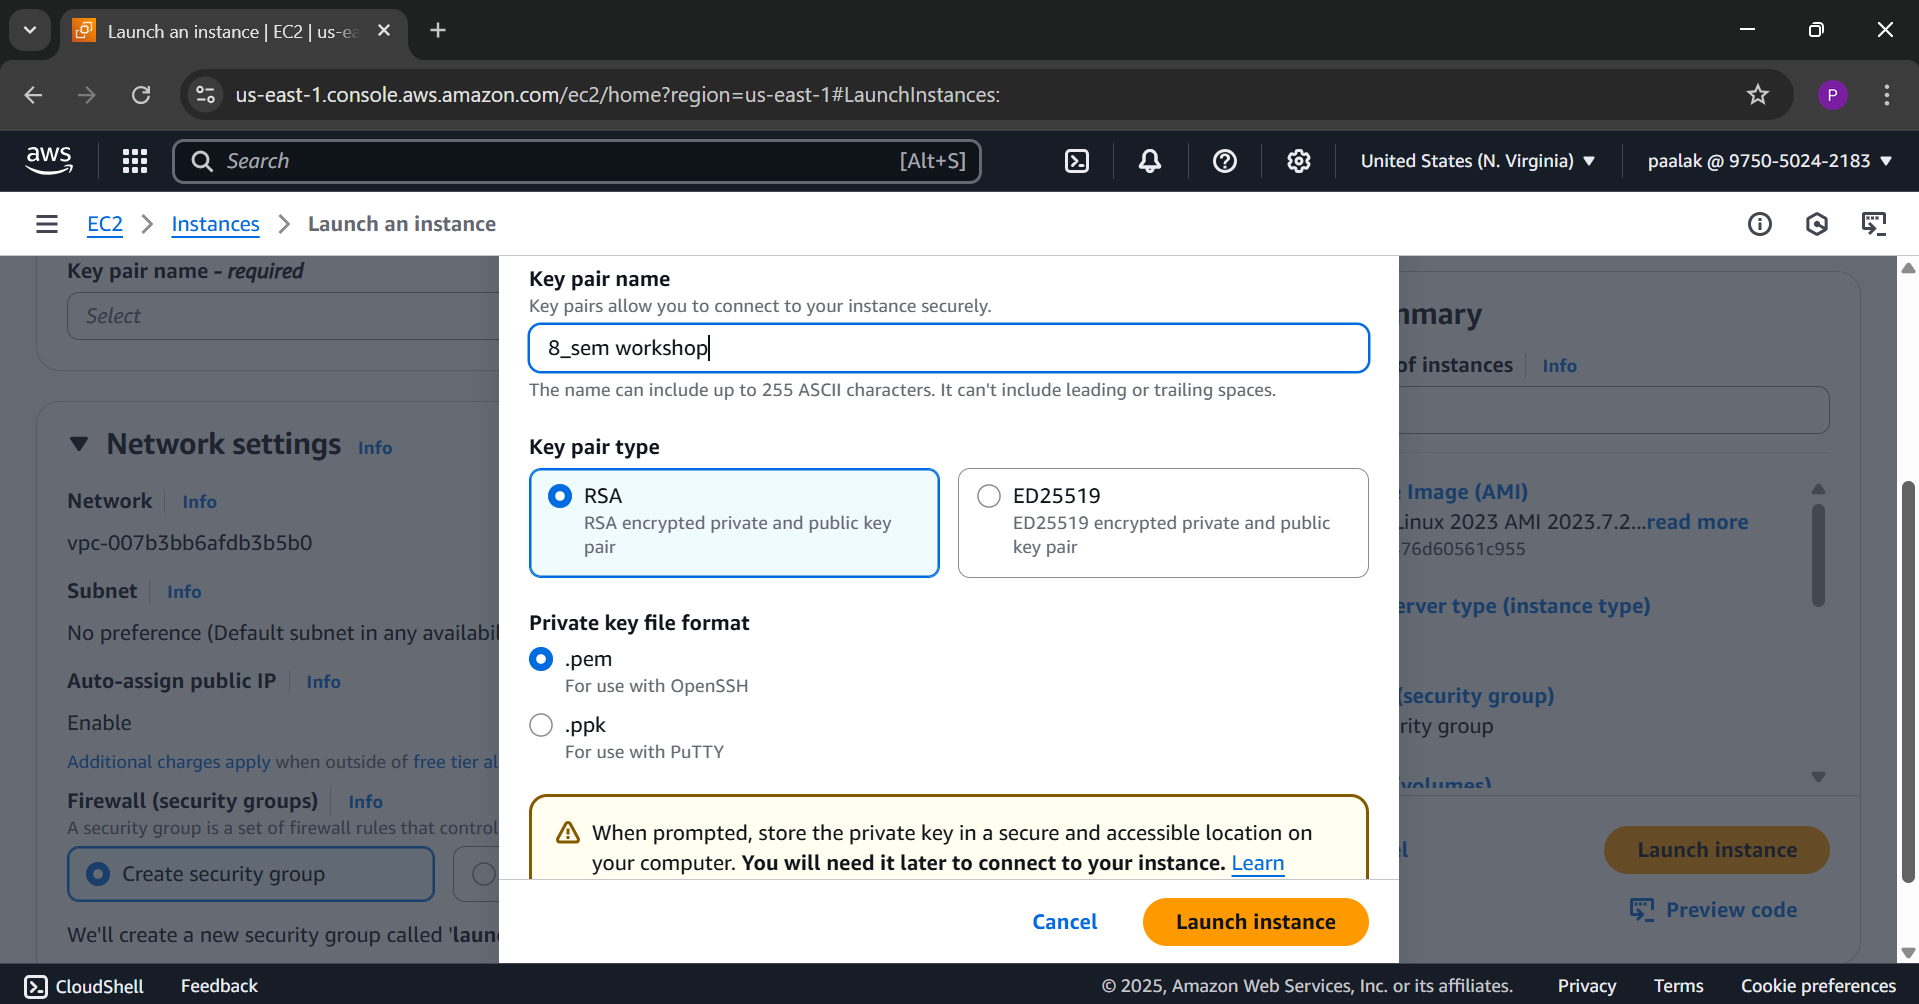 Launch an instance | EC2 | us-ea
us-east-1.console.aws.amazon.com/ec2/home?region=us-east-1#LaunchInstances:
P
aws
Search
[Alt+S]
United States (N. Virginia)
paalak @ 9750-5024-2183
EC2
Instances
Launch an instance
Key pair name - required
Select
Network settings Info
Network Info
vpc-007b3bb6afdb3b5b0
Subnet Info
No preference (Default subnet in any availabil
Auto-assign public IP Info
Enable
Additional charges apply when outside of free tier al
Firewall (security groups) Info
A security group is a set of firewall rules that control
Create security group
We'll create a new security group called 'laun
Key pair name
Key pairs allow you to connect to your instance securely.
8_sem workshop
The name can include up to 255 ASCII characters. It can't include leading or trailing spaces.
Key pair type
RSA
RSA encrypted private and public key
pair
ED25519
ED25519 encrypted private and public
key pair
Private key file format
.pem
For use with OpenSSH
.ppk
For use with PuTTY
When prompted, store the private key in a secure and accessible location on
your computer. You will need it later to connect to your instance. Learn
Cancel
Launch instance
mmary
of instances Info
Image (AMI)
Linux 2023 AMI 2023.7.2...read more
76d60561c955
erver type (instance type)
(security group)
rity group
(volumes)
el
Launch instance
Preview code
CloudShell
Feedback
© 2025, Amazon Web Services, Inc. or its affiliates.
Privacy
Terms
Cookie preferences